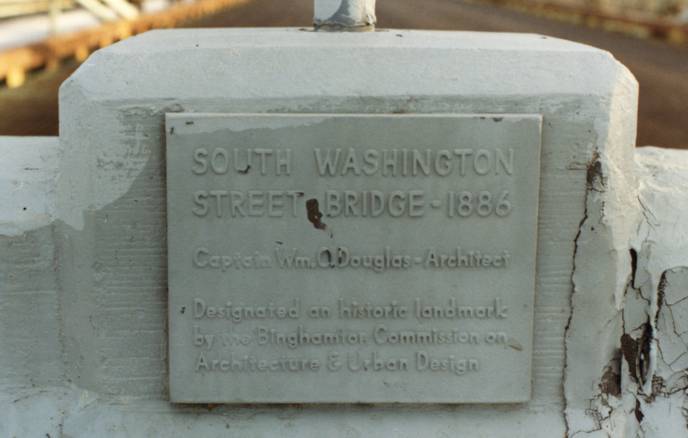 SOUTH WASHINGTON
STREET BRIDGE-1886
Captain Wm. O. Douglas-Architect
Designated an historic landmark
by the Binghamton Commission on
Architecture & Urban Design